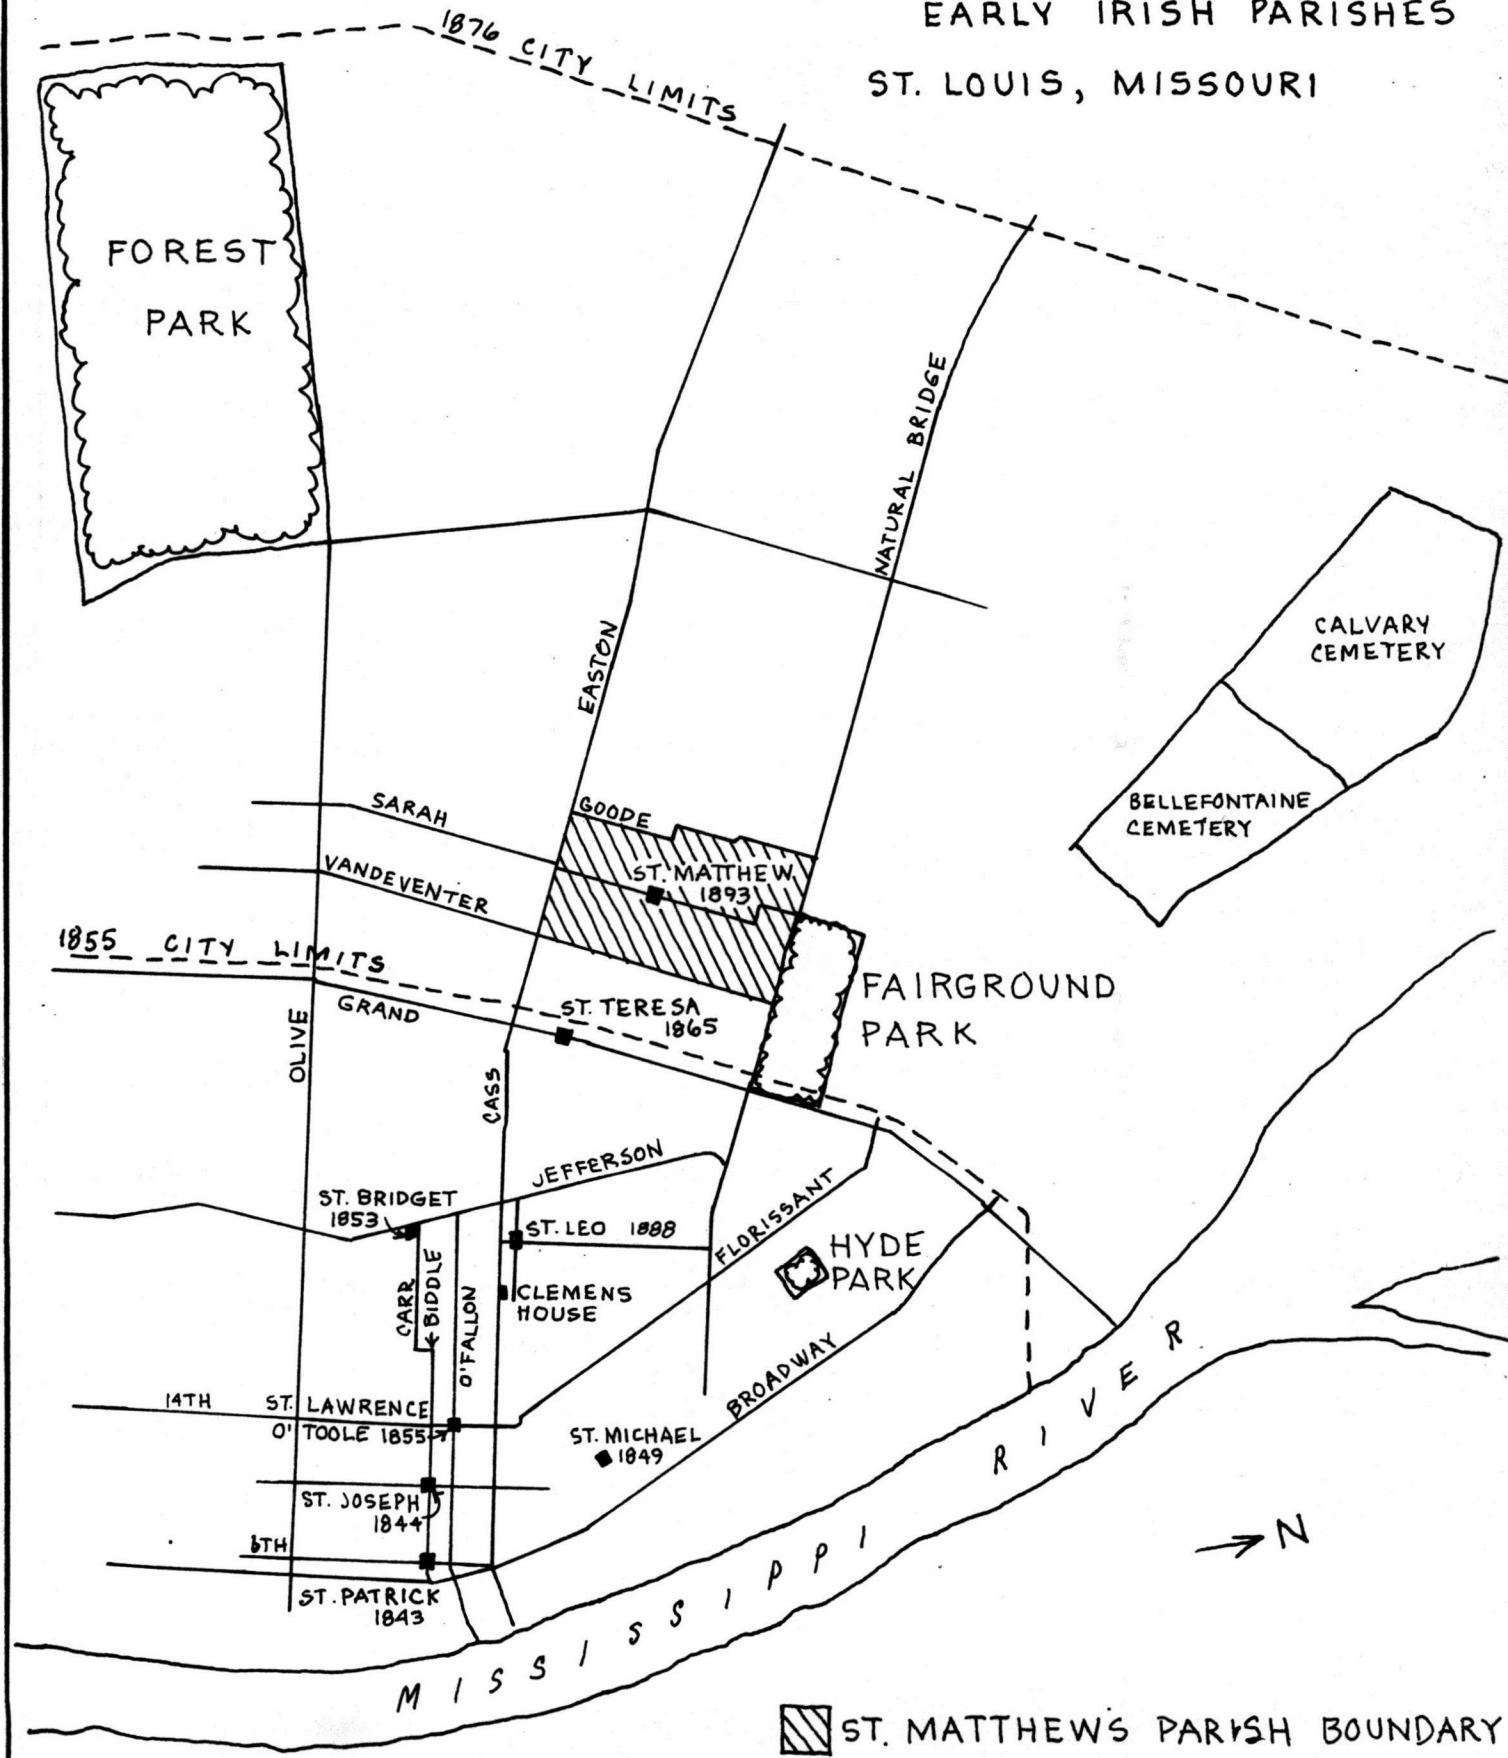 EARLY IRISH PARISHES
ST. LOUIS, MISSOURI
1876 CITY LIMITS
FOREST
PARK
NATURAL BRIDGE
EASTON
CALVARY
CEMETERY
BELLEFONTAINE
CEMETERY
SARAH
GOODE
VANDEVENTER
ST. MATTHEW
1893
1855 CITY LIMITS
GRAND
ST. TERESA
1865
FAIRGROUND
PARK
OLIVE
CASS
JEFFERSON
ST. BRIDGET
1853
ST. LEO 1888
FLORISSANT
HYDE
PARK
CARR
BIDDLE
O'FALLON
CLEMENS
HOUSE
BROADWAY
14TH
ST. LAWRENCE
O'TOOLE 1855
ST. MICHAEL
1849
ST. JOSEPH
1844
6TH
ST. PATRICK
1843
N
MISSISSIPPI RIVER
ST. MATTHEW'S PARISH BOUNDARY